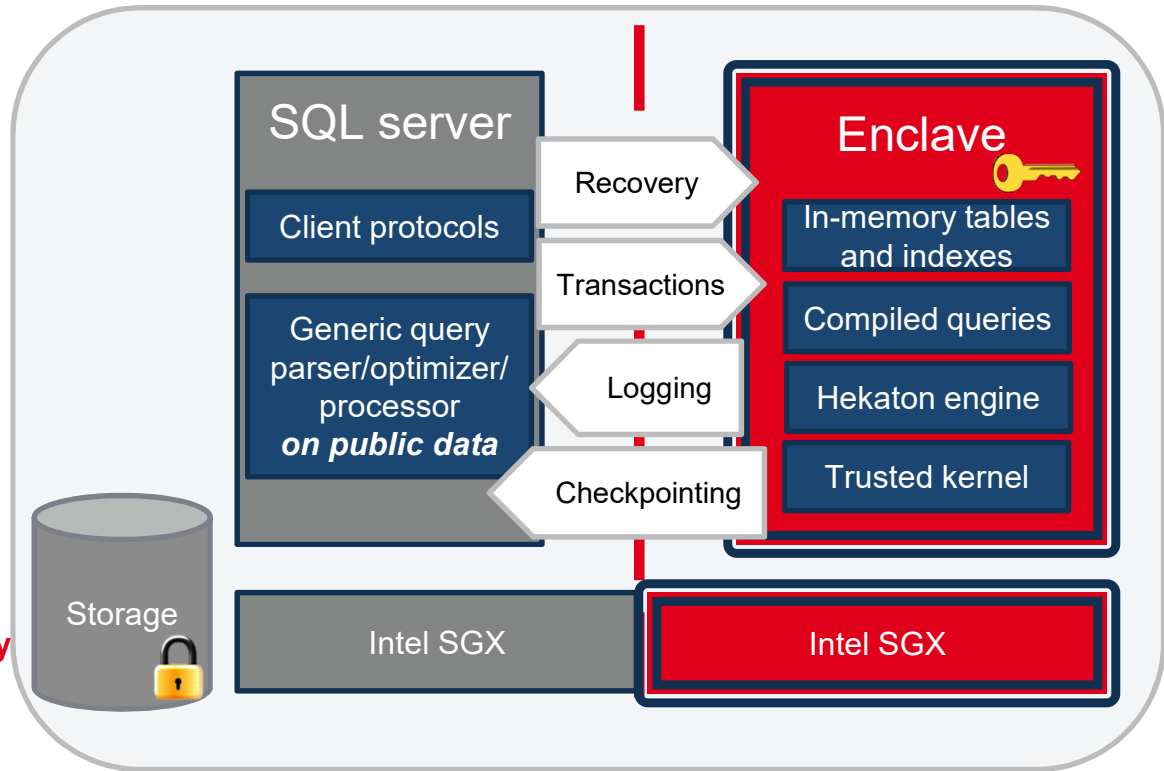 SQL server
Client protocols
Generic query
parser/optimizer/
processor
on public data
Recovery
Transactions
Logging
Checkpointing
Enclave
In-memory tables
and indexes
Compiled queries
Hekaton engine
Trusted kernel
Storage
y
Intel SGX
Intel SGX